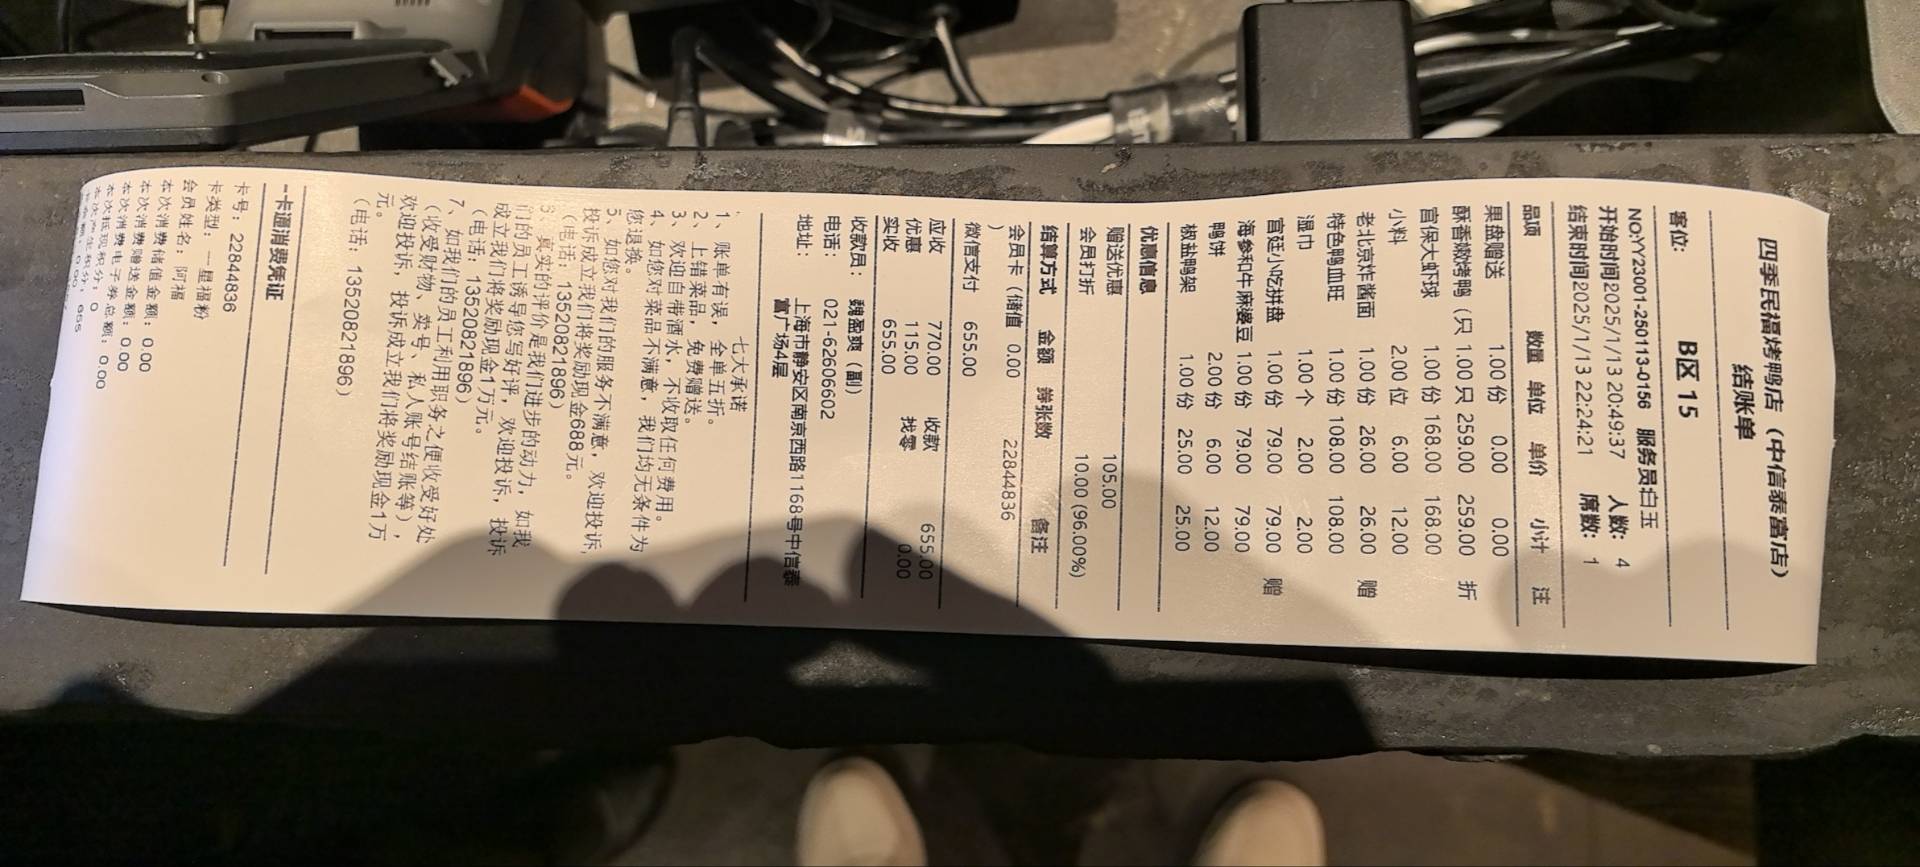 四季民福烤鸭店（中信泰富店）
结账单
客位： B区 15
NO:YY23001-250113-0156 服务员白玉
开始时间2025/1/13 20:49:37 人数: 4
结束时间2025/1/13 22:24:21 席数: 1
品项 数量 单位 单价 小计 注
果盘赠送 1.00 份 0.00 0.00
酥香嫩烤鸭（只 1.00 只 259.00 259.00 折
宫保大虾球 1.00 份 168.00 168.00
小料 2.00 位 6.00 12.00
老北京炸酱面 1.00 份 26.00 26.00 赠
特色鸭血旺 1.00 份 108.00 108.00
湿巾 1.00 个 2.00 2.00
宫廷小吃拼盘 1.00 份 79.00 79.00 赠
海参和牛麻婆豆 1.00 份 79.00 79.00
鸭饼 2.00 份 6.00 12.00
椒盐鸭架 1.00 份 25.00 25.00
优惠信息
赠送优惠 105.00
会员打折 10.00 (96.00%)
结算方式 金额 券张数 备注
会员卡（储值 0.00 22844836
）
微信支付 655.00
应收 770.00 收款 655.00
优惠 115.00 找零 0.00
实收 655.00
收款员： 魏盈爽（副）
电话： 021-62606602
地址： 上海市静安区南京西路1168号中信泰
富广场4层
七大承诺
1、账单有误，全单五折。
2、上错菜品，免费赠送。
3、欢迎自带酒水，不收取任何费用。
4、如您对菜品不满意，我们均无条件为
您退换。
5、如您对我们的服务不满意，欢迎投诉，
投诉成立我们将奖励现金688元。
（电话：13520821896）
6、真实的评价是我们进步的动力，如我
们的员工诱导您写好评，欢迎投诉，投诉
成立我们将奖励现金1万元。
（电话：13520821896）
7、如我们的员工利用职务之便收受好处
（收受财物、卖号、私人账号结账等），
欢迎投诉，投诉成立我们将奖励现金1万
元。
（电话：13520821896）
一卡通消费凭证
卡号：22844836
卡类型：一星福粉
会员姓名：阿福
本次消费储值金额：0.00
本次消费赠送金额：0.00
本次消费电子券总额：0.00
本次抵现积分：0
本次产生积分：655